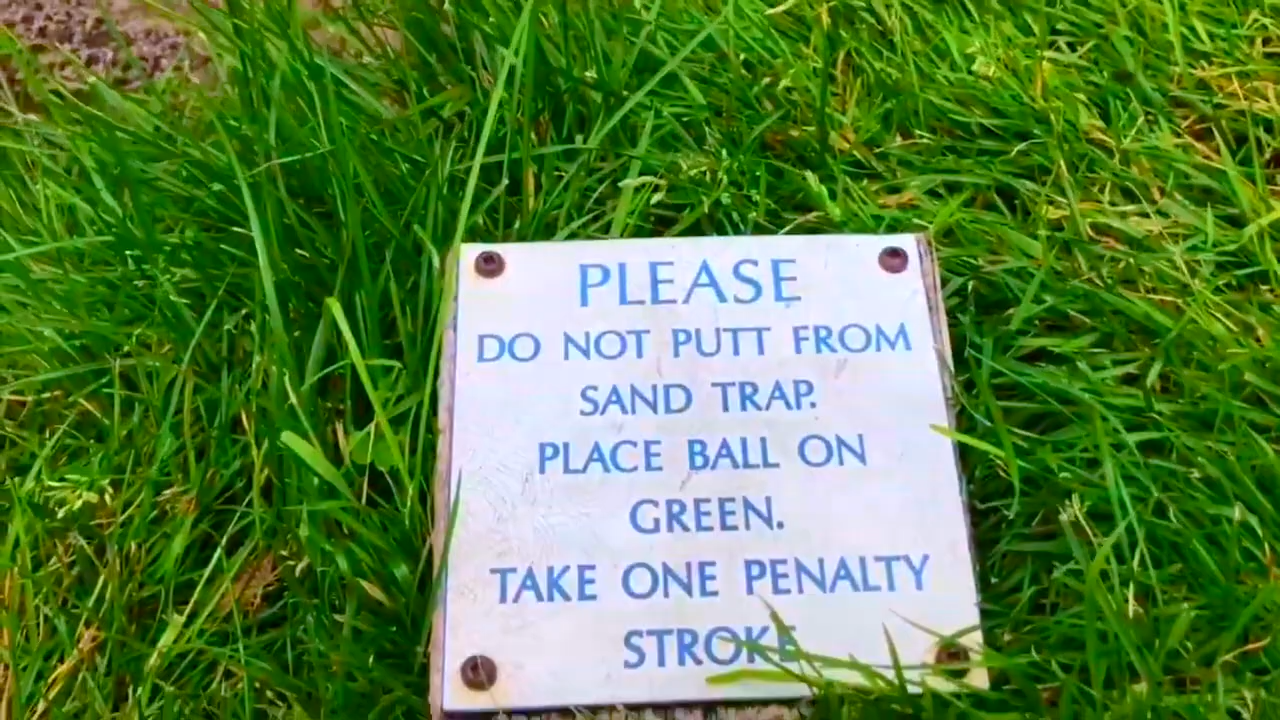 PLEASE
DO NOT PUTT FROM
SAND TRAP.
PLACE BALL ON
GREEN.
TAKE ONE PENALTY
STROKE